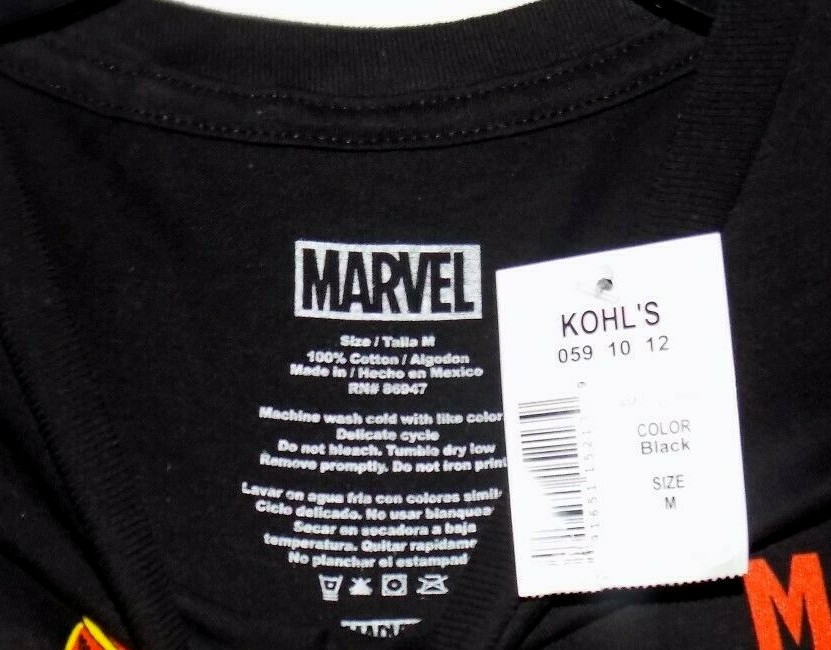 MARVEL
Size / Talla M
100% Cotton / Algodon
Made in / Hecho en Mexico
RN# 86947
Machine wash cold with like color
Delicate cycle
Do not bleach. Tumble dry low
Remove promptly. Do not iron print
Lavar en agua fria con colores simil
Ciclo delicado. No usar blanquea
Secar en secadora a baja
temperatura. Quitar rapidame
No planchar el estampad
KOHL'S
059 10 12
COLOR
Black
SIZE
M
M